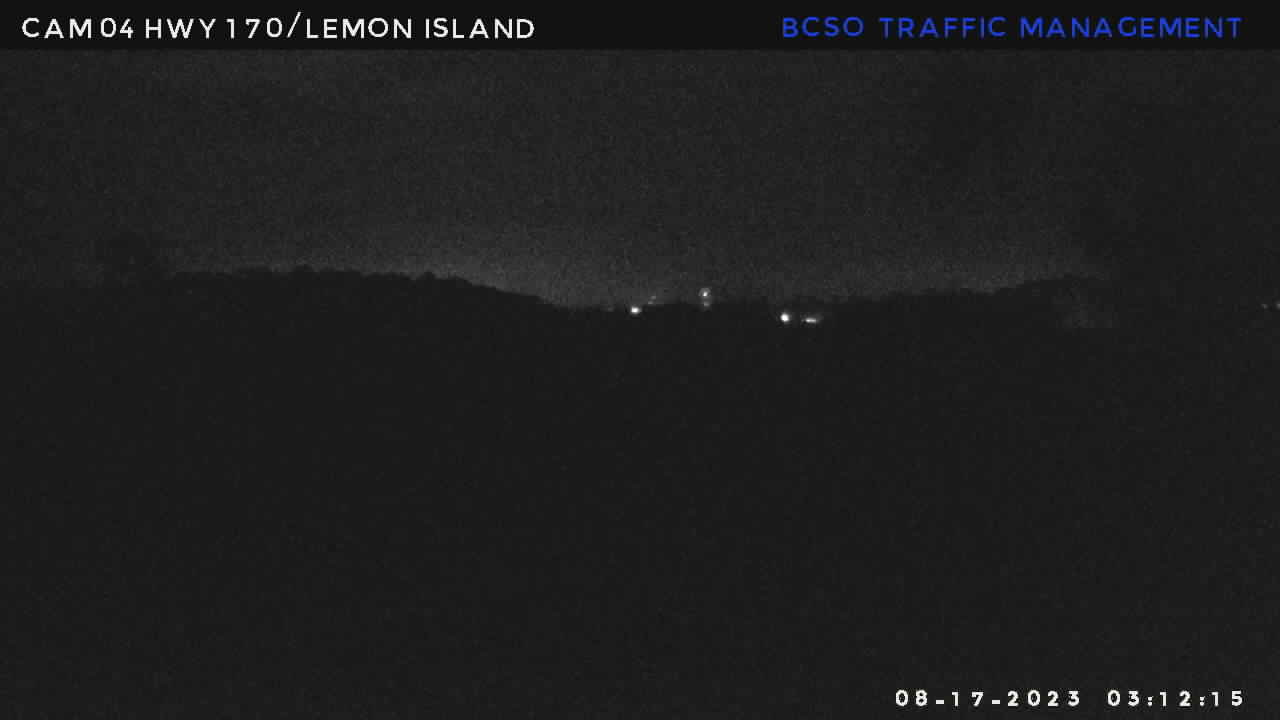 CAM 04 HWY 170/LEMON ISLAND
BCSO TRAFFIC MANAGEMENT
08-17-2023 03:12:15